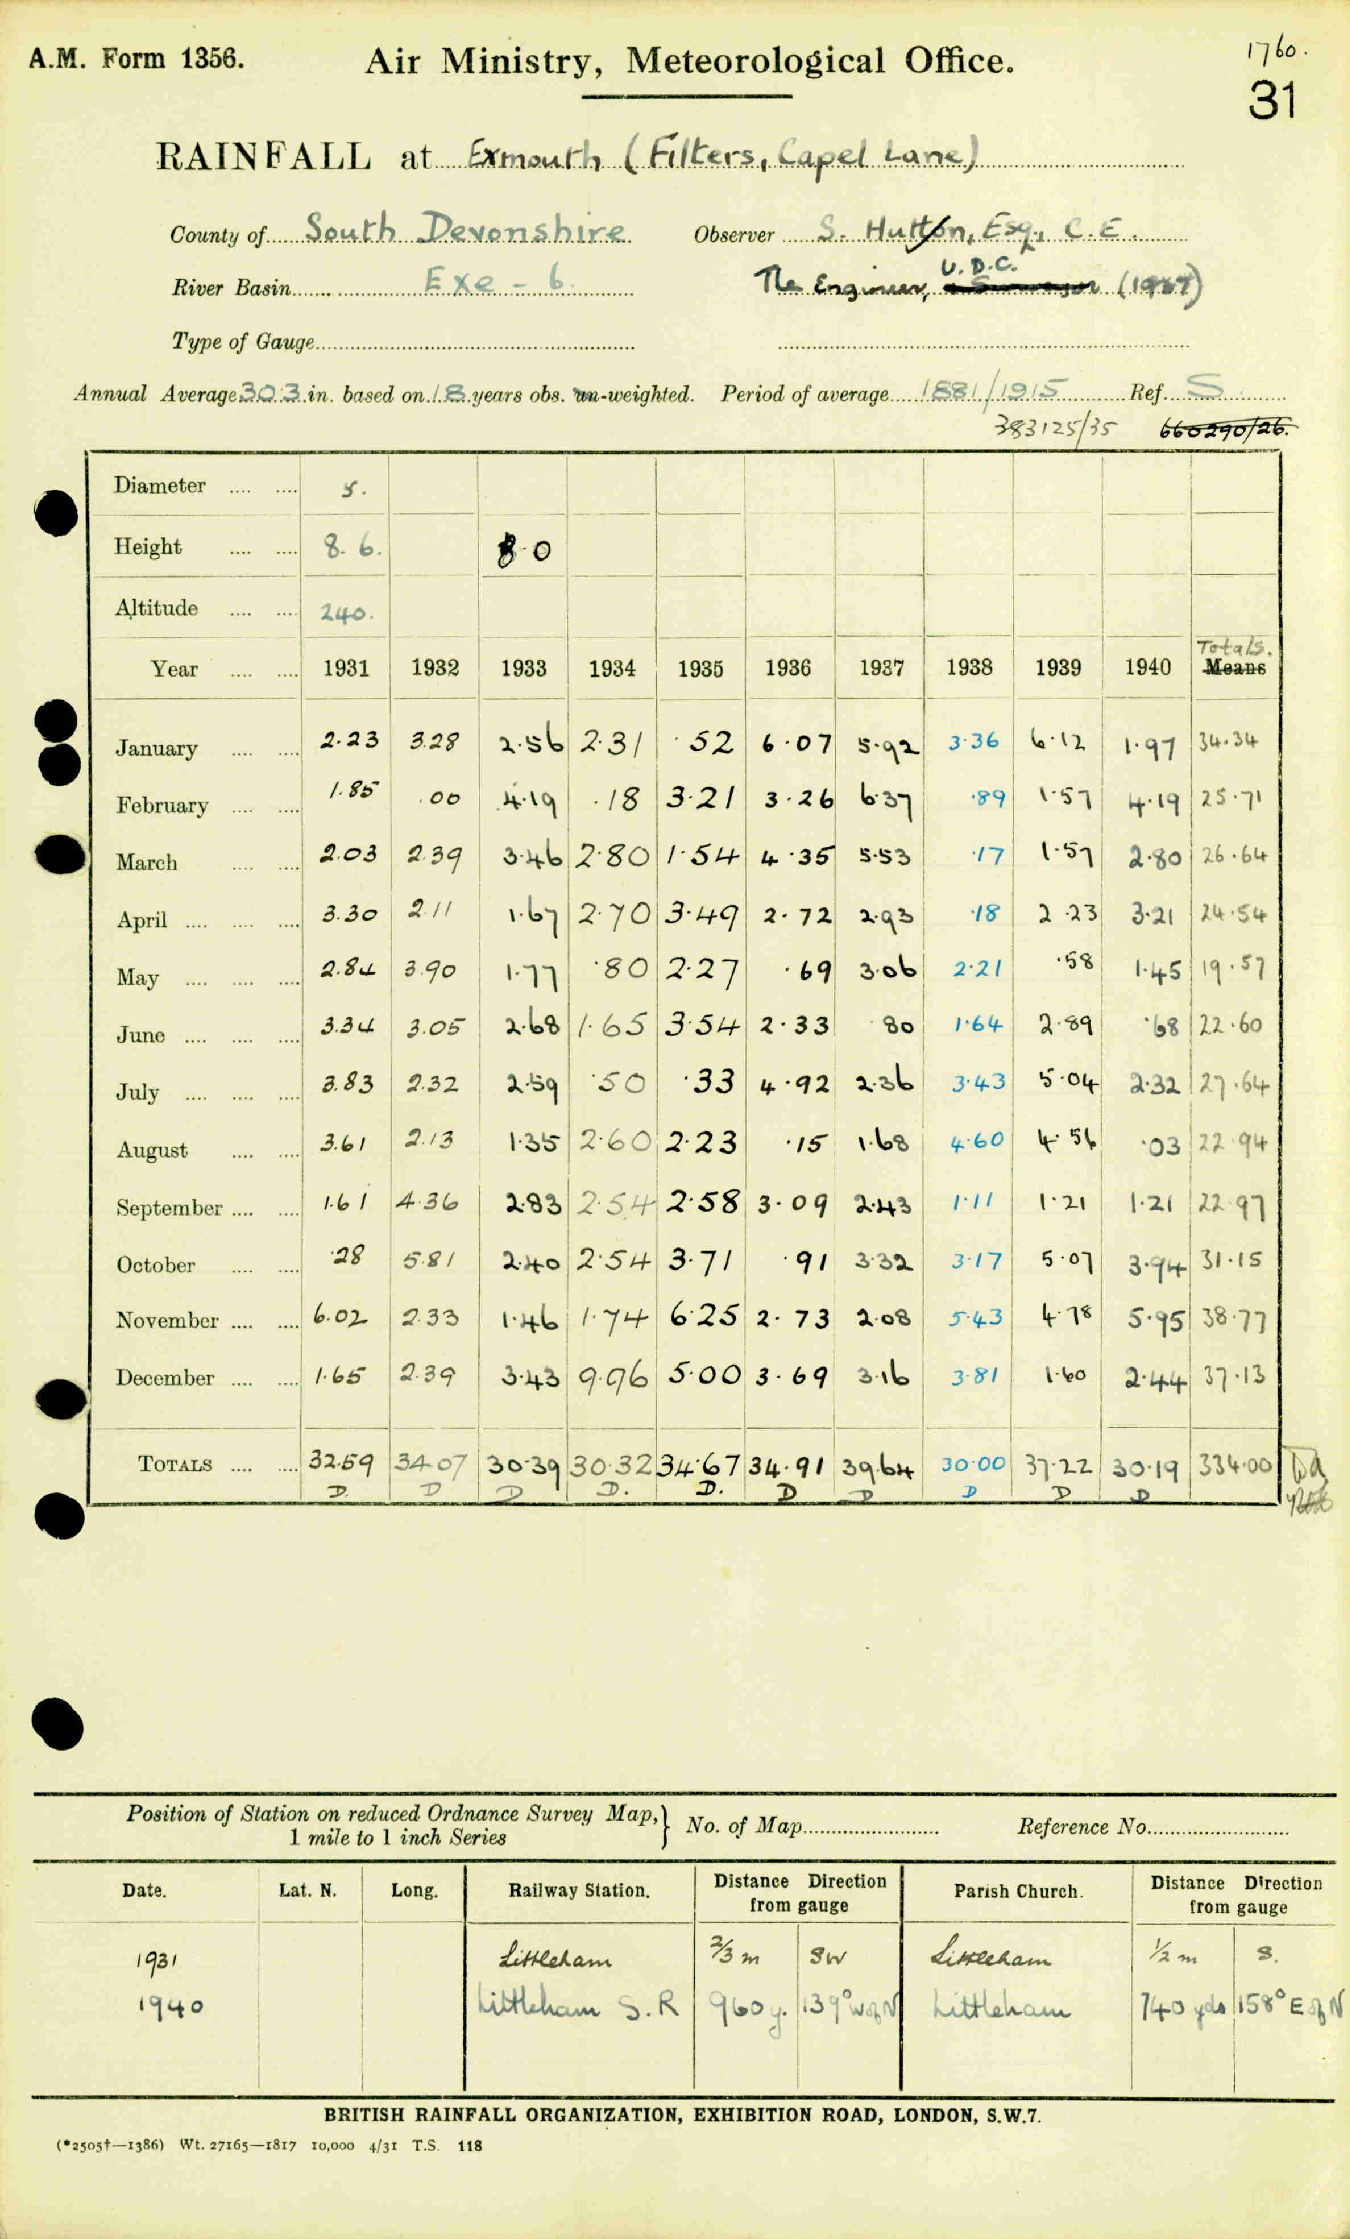 A.M. Form 1356. Air Ministry, Meteorological Office. 1760.
31
RAINFALL at Exmouth (Filters, Capel Lane)
County of South Devonshire Observer S. Hutton, Esq., C.E.
River Basin Exe - 6 The Engineer, U.D.C. (1937)
Type of Gauge
Annual Average 30.3 in. based on 18 years obs. un-weighted. Period of average 1881/1915 Ref. S
383125/35 660290/26.
Diameter .... .... 5.
Height .... .... 8. 6. 8 0
Altitude .... .... 240.
Totals.
Year .... .... 1931 1932 1933 1934 1935 1936 1937 1938 1939 1940 Means
January .... .... 2.23 3.28 2.56 2.31 .52 6.07 5.92 3.36 6.12 1.97 34.34
February .... .... 1.85 .00 4.19 .18 3.21 3.26 6.37 .89 1.57 4.19 25.71
March .... .... 2.03 2.39 3.46 2.80 1.54 4.35 5.53 .17 1.57 2.80 26.64
April .... .... .... 3.30 2.11 1.67 2.70 3.49 2.72 2.93 .18 2.23 3.21 24.54
May .... .... .... 2.84 3.90 1.77 .80 2.27 .69 3.06 2.21 .58 1.45 19.57
June .... .... .... 3.34 3.05 2.68 1.65 3.54 2.33 80 1.64 2.89 .68 22.60
July .... .... .... 3.83 2.32 2.59 .50 .33 4.92 2.36 3.43 5.04 2.32 27.64
August .... .... 3.61 2.13 1.35 2.60 2.23 .15 1.68 4.60 4.56 .03 22.94
September .... .... 1.61 4.36 2.83 2.54 2.58 3.09 2.43 1.11 1.21 1.21 22.97
October .... .... .28 5.81 2.40 2.54 3.71 .91 3.32 3.17 5.07 3.94 31.15
November .... .... 6.02 2.33 1.46 1.74 6.25 2.73 2.08 5.43 4.78 5.95 38.77
December .... .... 1.65 2.39 3.43 9.96 5.00 3.69 3.16 3.81 1.60 2.44 37.13
TOTALS .... .... 32.59 34.07 30.39 30.32 34.67 34.91 39.64 30.00 37.22 30.19 334.00
D. D D D. D. D D D D D
Position of Station on reduced Ordnance Survey Map,} No. of Map Reference No.
1 mile to 1 inch Series
Date. Lat. N. Long. Railway Station. Distance Direction from gauge Parish Church. Distance Direction from gauge
1931 Littleham 2/3 m SW Littleham 1/2 m S.
1940 Littleham S.R 960 y. 139° W of N Littleham 740 yds 158° E of N
BRITISH RAINFALL ORGANIZATION, EXHIBITION ROAD, LONDON, S.W.7.
(*2505†—1386) Wt. 27165—1817 10,000 4/31 T.S. 118